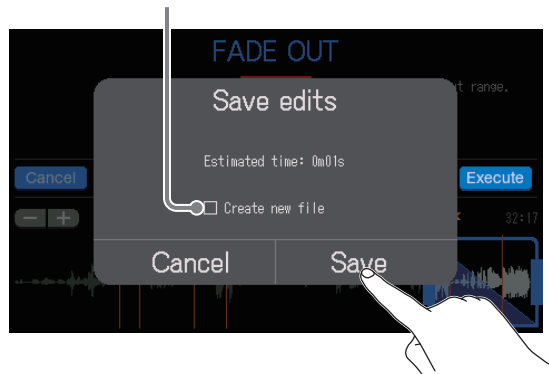 FADE OUT
Save edits
t range.
Estimated time: 0m01s
Cancel
Execute
Create new file
32:17
Cancel
Save